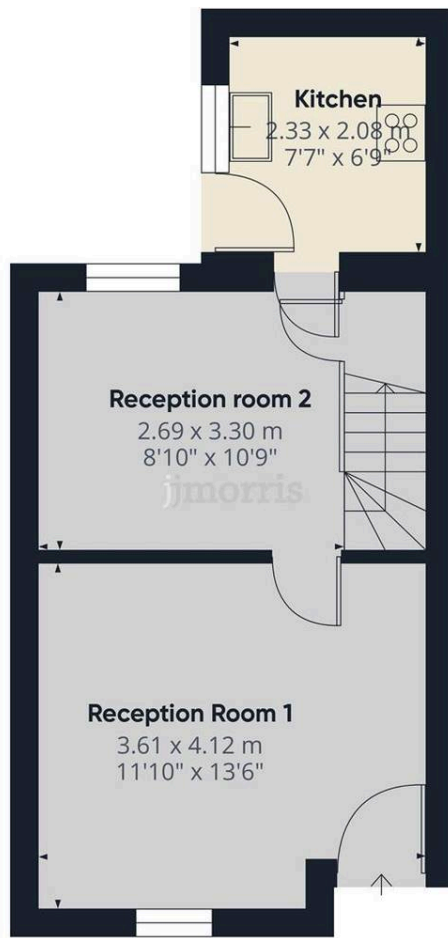 Kitchen
2.33 x 2.08 m
7'7" x 6'9"
Reception room 2
2.69 x 3.30 m
8'10" x 10'9"
jjmorris
Reception Room 1
3.61 x 4.12 m
11'10" x 13'6"